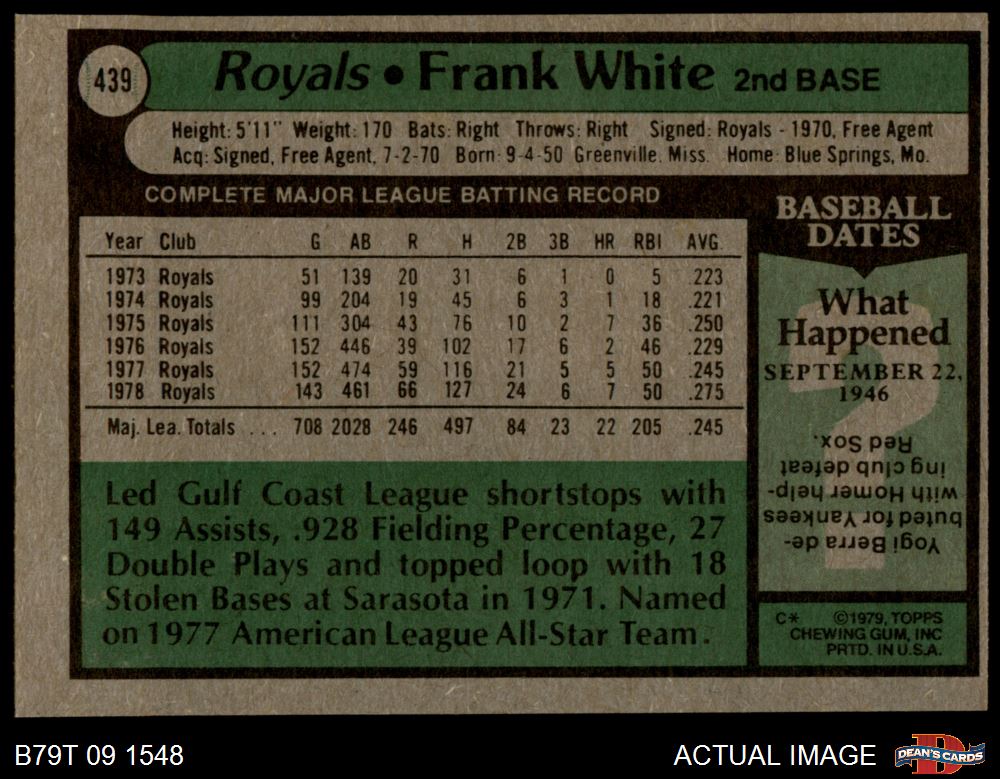 439
Royals • Frank White 2nd BASE
Height: 5'11" Weight: 170 Bats: Right Throws: Right Signed: Royals - 1970, Free Agent
Acq: Signed, Free Agent, 7-2-70 Born: 9-4-50 Greenville. Miss. Home: Blue Springs, Mo.
COMPLETE MAJOR LEAGUE BATTING RECORD
Year Club G AB R H 2B 3B HR RBI AVG.
1973 Royals 51 139 20 31 6 1 0 5 .223
1974 Royals 99 204 19 45 6 3 1 18 .221
1975 Royals 111 304 43 76 10 2 7 36 .250
1976 Royals 152 446 39 102 17 6 2 46 .229
1977 Royals 152 474 59 116 21 5 5 50 .245
1978 Royals 143 461 66 127 24 6 7 50 .275
Maj. Lea. Totals ... 708 2028 246 497 84 23 22 205 .245
Led Gulf Coast League shortstops with
149 Assists, .928 Fielding Percentage, 27
Double Plays and topped loop with 18
Stolen Bases at Sarasota in 1971. Named
on 1977 American League All-Star Team.
BASEBALL
DATES
What
Happened
SEPTEMBER 22,
1946
Yogi Berra de-
buted for Yankees
with Homer help-
ing club defeat
Red Sox.
C* ©1979, TOPPS
CHEWING GUM, INC
PRTD. IN U.S.A.
B79T 09 1548
ACTUAL IMAGE
DEAN'S CARDS